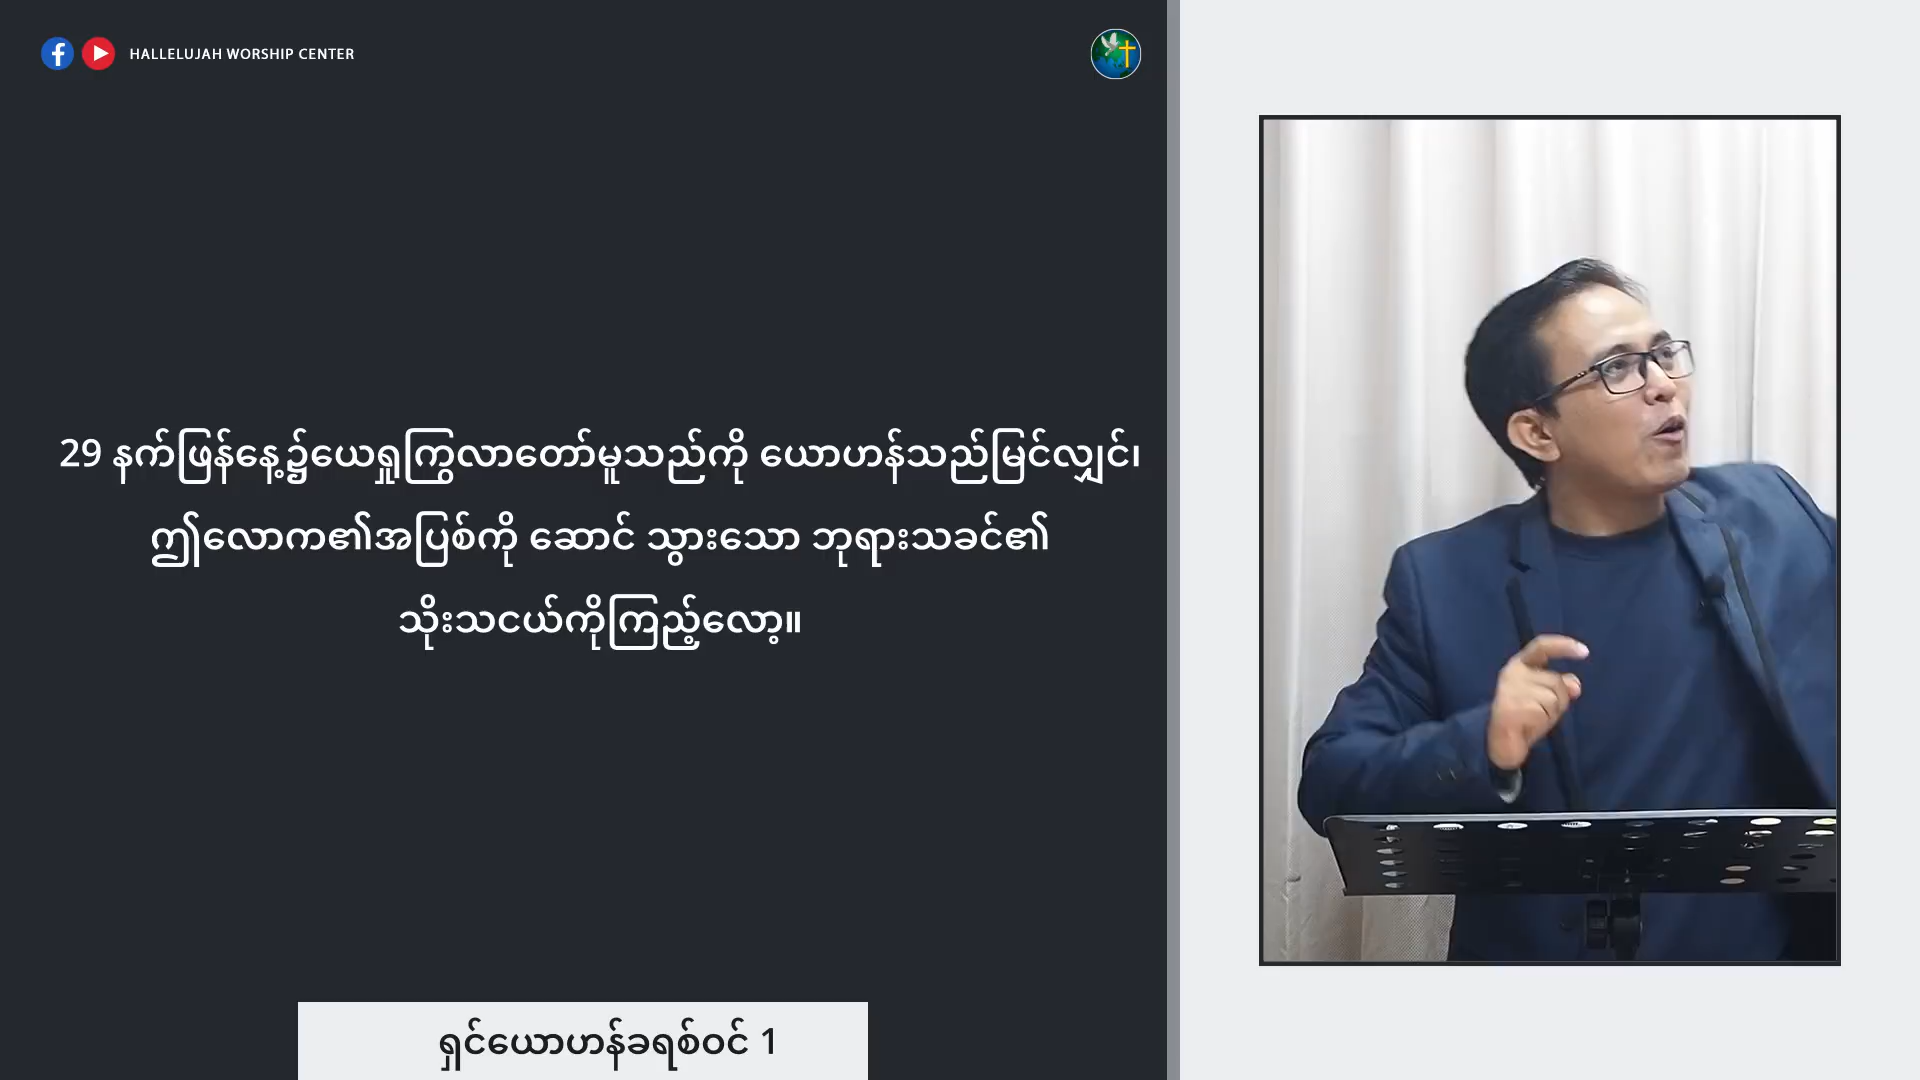 HALLELUJAH WORSHIP CENTER
29 နက်ဖြန်နေ့၌ယေရှုကြွလာတော်မူသည်ကို ယောဟန်သည်မြင်လျှင်၊
ဤလောက၏အပြစ်ကို ဆောင် သွားသော ဘုရားသခင်၏
သိုးသငယ်ကိုကြည့်လော့။
ရှင်ယောဟန်ခရစ်ဝင် 1